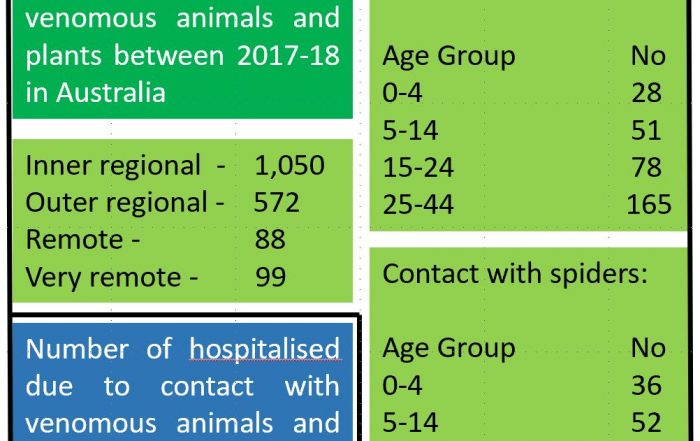 venomous animals and
plants between 2017-18
in Australia
Inner regional - 1,050
Outer regional - 572
Remote - 88
Very remote - 99
Number of hospitalised
due to contact with
venomous animals and
Age Group No
0-4 28
5-14 51
15-24 78
25-44 165
Contact with spiders:
Age Group No
0-4 36
5-14 52